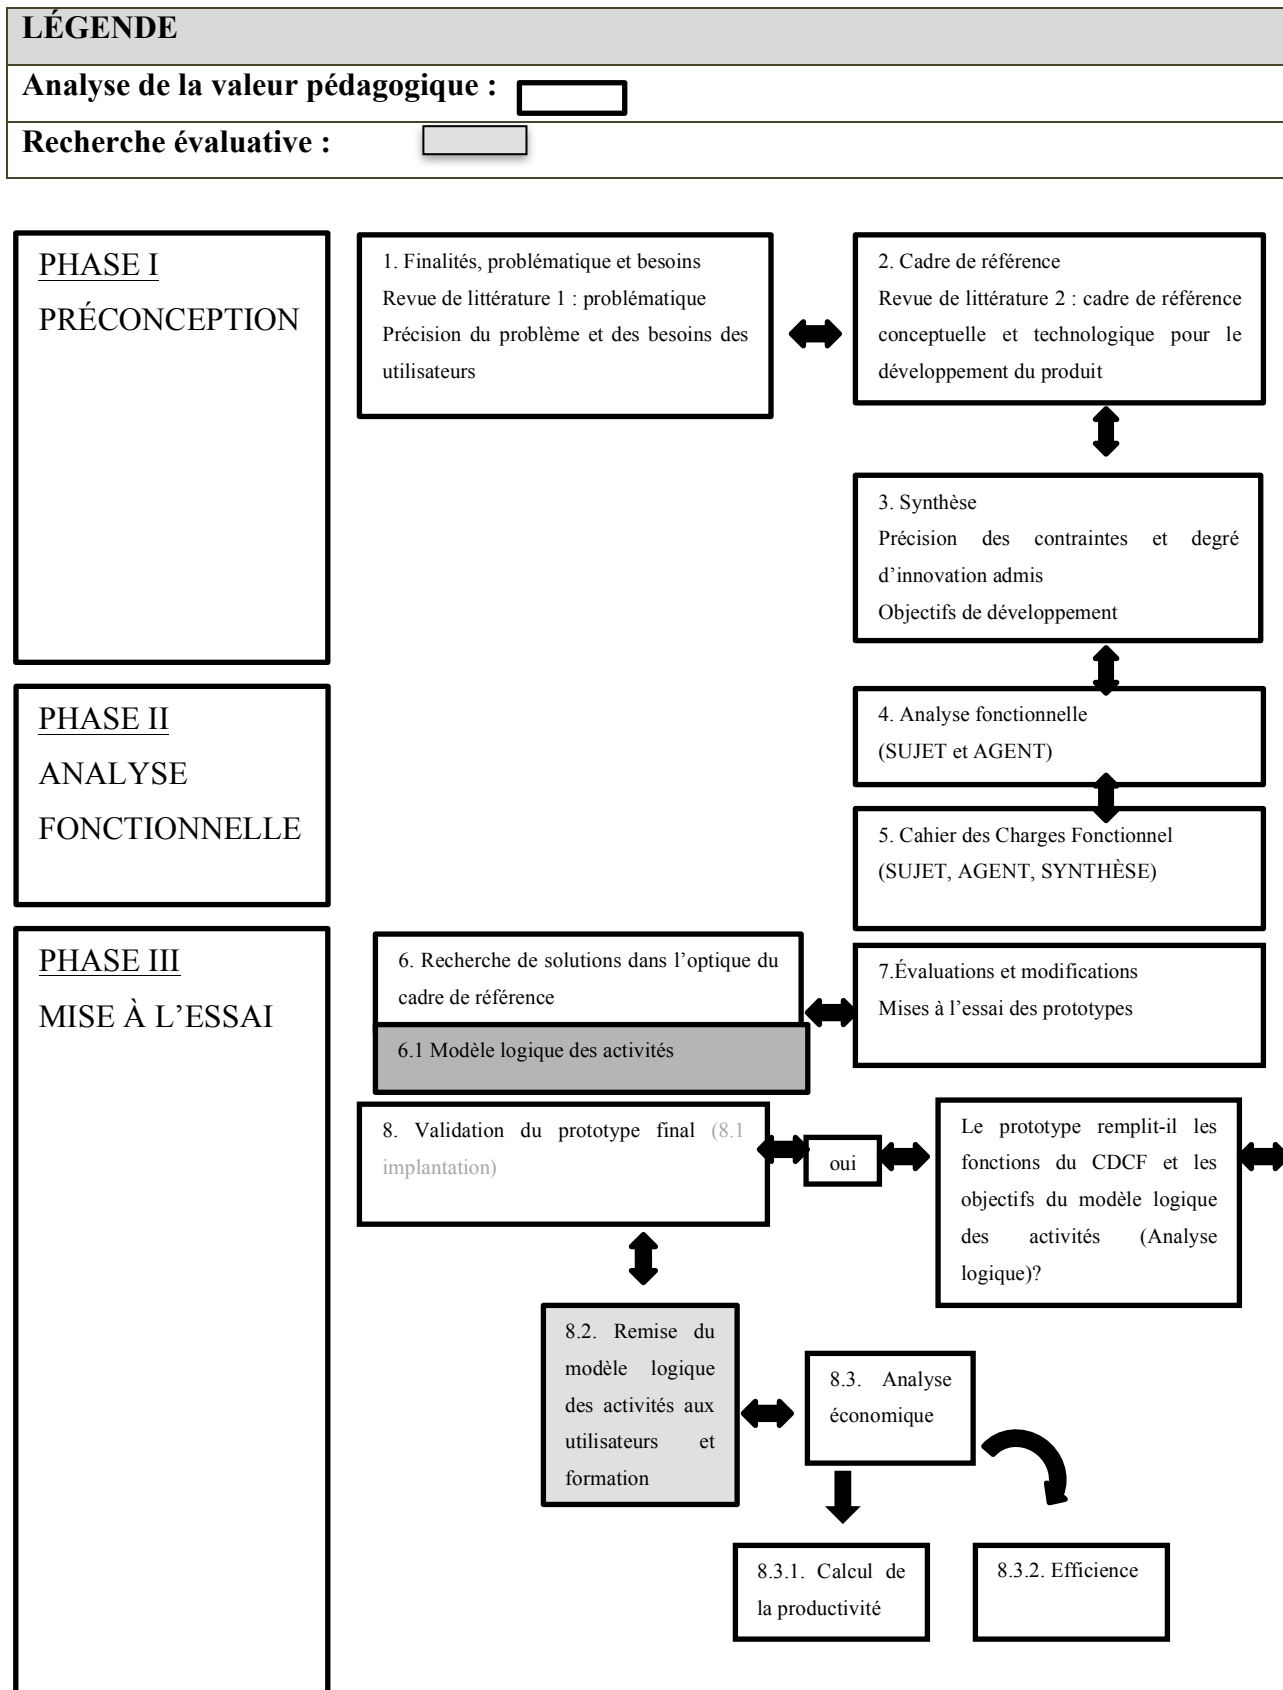 LÉGENDE
Analyse de la valeur pédagogique :
Recherche évaluative :
PHASE I
PRÉCONCEPTION
1. Finalités, problématique et besoins
Revue de littérature 1 : problématique
Précision du problème et des besoins des
utilisateurs
2. Cadre de référence
Revue de littérature 2 : cadre de référence
conceptuelle et technologique pour le
développement du produit
3. Synthèse
Précision des contraintes et degré
d’innovation admis
Objectifs de développement
PHASE II
ANALYSE
FONCTIONNELLE
4. Analyse fonctionnelle
(SUJET et AGENT)
5. Cahier des Charges Fonctionnel
(SUJET, AGENT, SYNTHÈSE)
PHASE III
MISE À L’ESSAI
6. Recherche de solutions dans l’optique du
cadre de référence
6.1 Modèle logique des activités
7.Évaluations et modifications
Mises à l’essai des prototypes
8. Validation du prototype final (8.1
implantation)
oui
Le prototype remplit-il les
fonctions du CDCF et les
objectifs du modèle logique
des activités (Analyse
logique)?
8.2. Remise du
modèle logique
des activités aux
utilisateurs et
formation
8.3. Analyse
économique
8.3.1. Calcul de
la productivité
8.3.2. Efficience